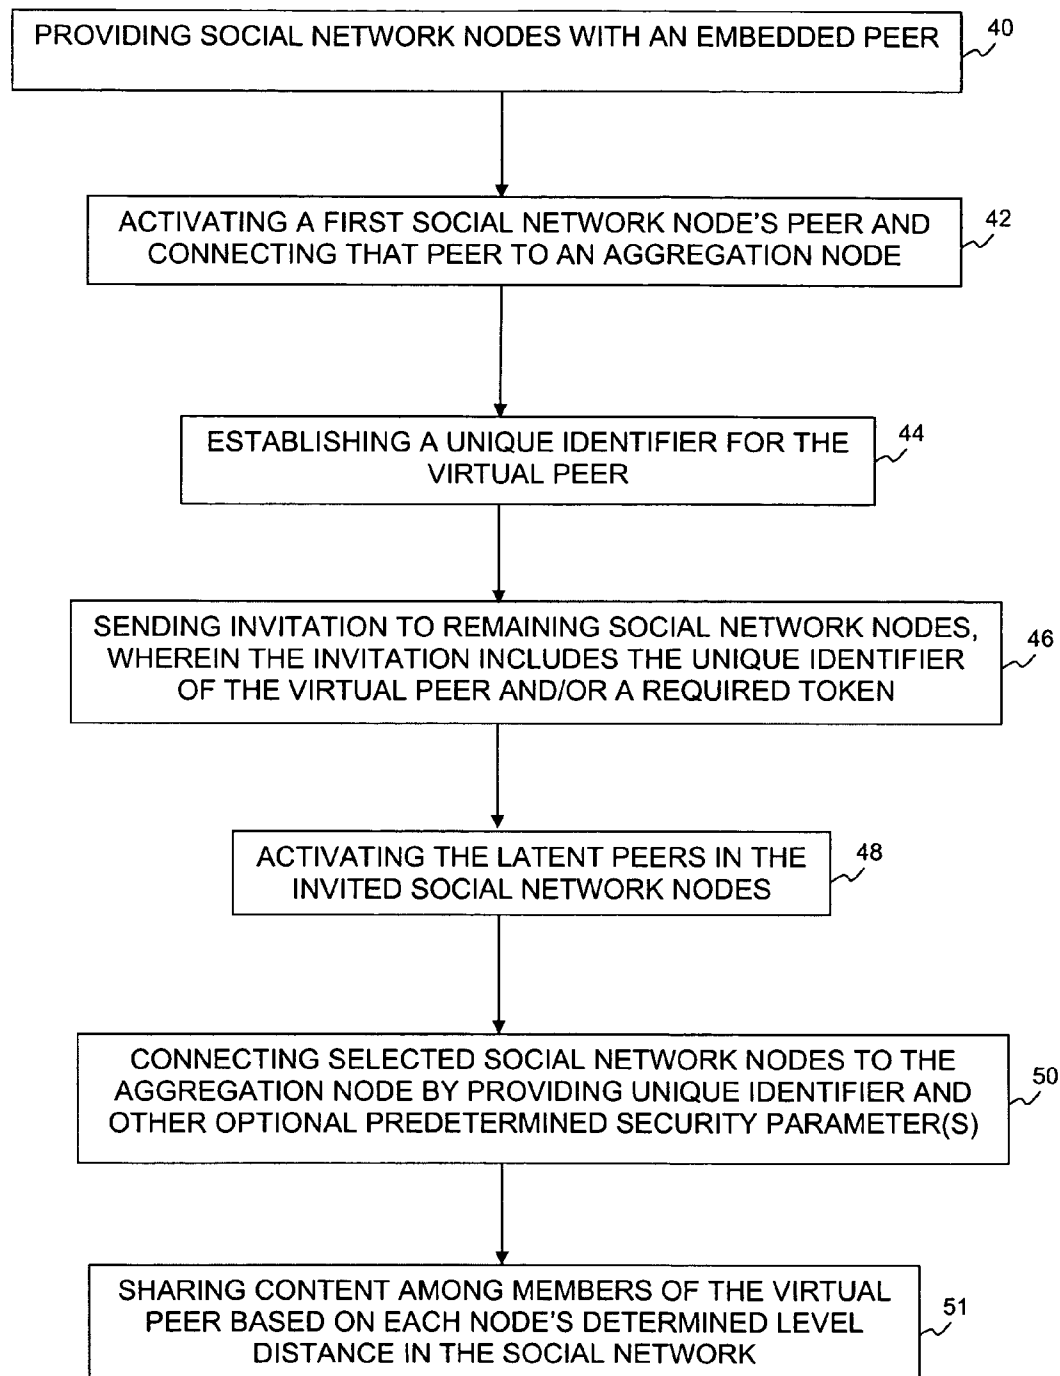 PROVIDING SOCIAL NETWORK NODES WITH AN EMBEDDED PEER
40
ACTIVATING A FIRST SOCIAL NETWORK NODE'S PEER AND
CONNECTING THAT PEER TO AN AGGREGATION NODE
42
ESTABLISHING A UNIQUE IDENTIFIER FOR THE
VIRTUAL PEER
44
SENDING INVITATION TO REMAINING SOCIAL NETWORK NODES,
WHEREIN THE INVITATION INCLUDES THE UNIQUE IDENTIFIER
OF THE VIRTUAL PEER AND/OR A REQUIRED TOKEN
46
ACTIVATING THE LATENT PEERS IN THE
INVITED SOCIAL NETWORK NODES
48
CONNECTING SELECTED SOCIAL NETWORK NODES TO THE
AGGREGATION NODE BY PROVIDING UNIQUE IDENTIFIER AND
OTHER OPTIONAL PREDETERMINED SECURITY PARAMETER(S)
50
SHARING CONTENT AMONG MEMBERS OF THE VIRTUAL
PEER BASED ON EACH NODE'S DETERMINED LEVEL
DISTANCE IN THE SOCIAL NETWORK
51